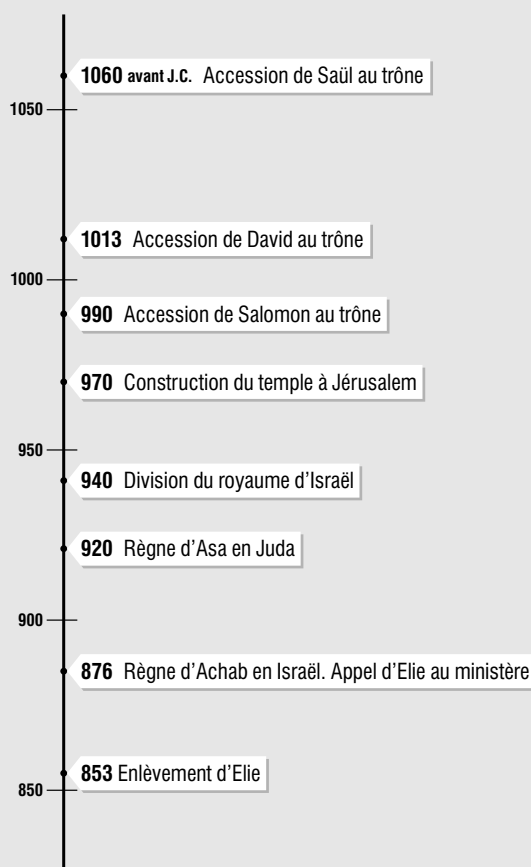 1060 avant J.C. Accession de Saül au trône
1050
1013 Accession de David au trône
1000
990 Accession de Salomon au trône
970 Construction du temple à Jérusalem
950
940 Division du royaume d'Israël
920 Règne d'Asa en Juda
900
876 Règne d'Achab en Israël. Appel d'Elie au ministère
853 Enlèvement d'Elie
850